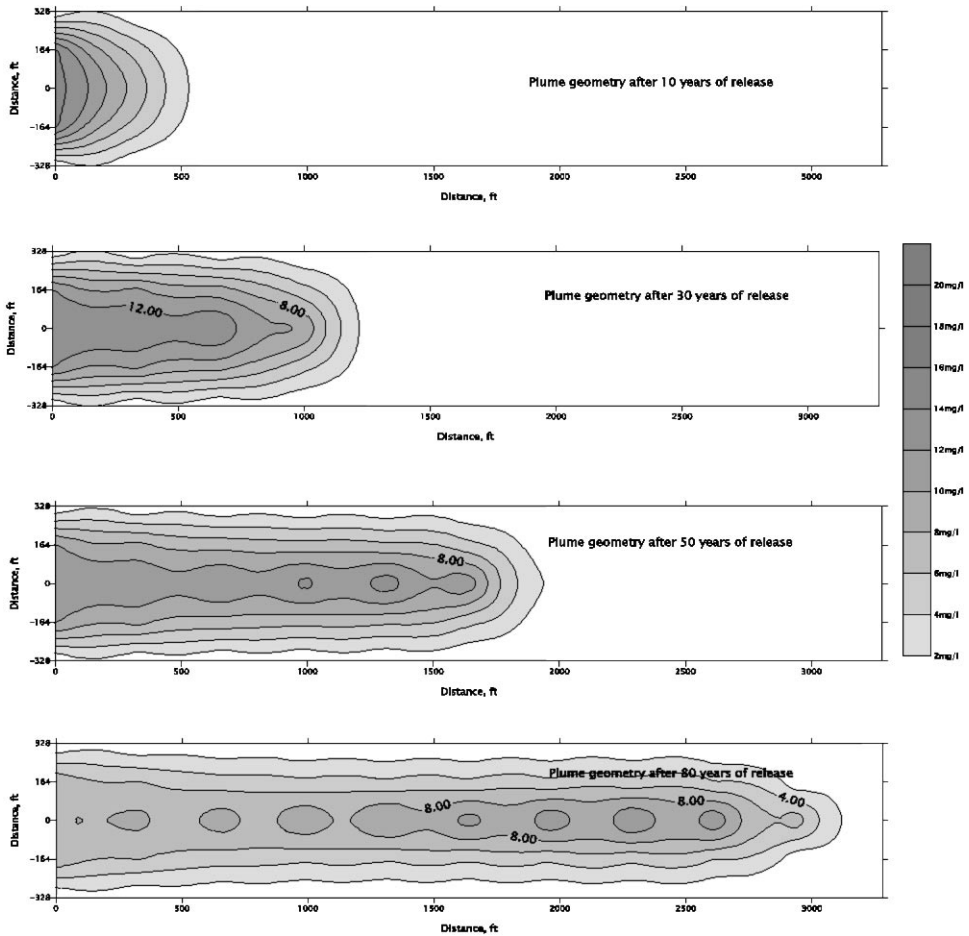 328
164
0
-164
-328
Distance, ft
Plume geometry after 10 years of release
0 500 1000 1500 2000 2500 3000
Distance, ft
328
164
0
-164
-328
Distance, ft
12.00
8.00
Plume geometry after 30 years of release
0 500 1000 1500 2000 2500 3000
Distance, ft
20mg/l
18mg/l
16mg/l
14mg/l
12mg/l
10mg/l
8mg/l
6mg/l
4mg/l
2mg/l
328
164
0
-164
-328
Distance, ft
8.00
Plume geometry after 50 years of release
0 500 1000 1500 2000 2500 3000
Distance, ft
928
164
0
-164
-328
Distance, ft
Plume geometry after 80 years of release
8.00
8.00
8.00
4.00
0 500 1000 1500 2000 2500 3000
Distance, ft